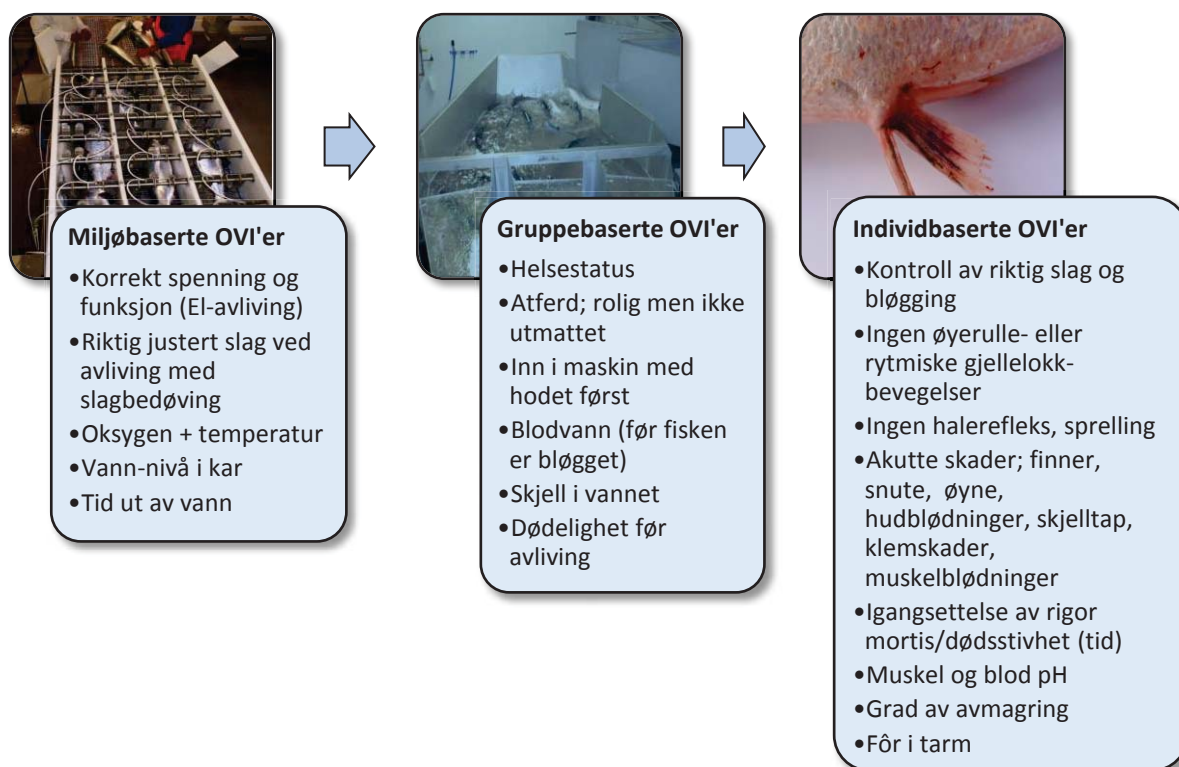 Miljøbaserte OVI'er
•Korrekt spenning og
funksjon (El-avliving)
•Riktig justert slag ved
avliving med
slagbedøving
•Oksygen + temperatur
•Vann-nivå i kar
•Tid ut av vann
Gruppebaserte OVI'er
•Helsestatus
•Atferd; rolig men ikke
utmattet
•Inn i maskin med
hodet først
•Blodvann (før fisken
er bløgget)
•Skjell i vannet
•Dødelighet før
avliving
Individbaserte OVI'er
•Kontroll av riktig slag og
bløgging
•Ingen øyerulle- eller
rytmiske gjellelokk-
bevegelser
•Ingen halerefleks, sprelling
•Akutte skader; finner,
snute, øyne,
hudblødninger, skjelltap,
klemskader,
muskelblødninger
•Igangsettelse av rigor
mortis/dødsstivhet (tid)
•Muskel og blod pH
•Grad av avmagring
•Fôr i tarm